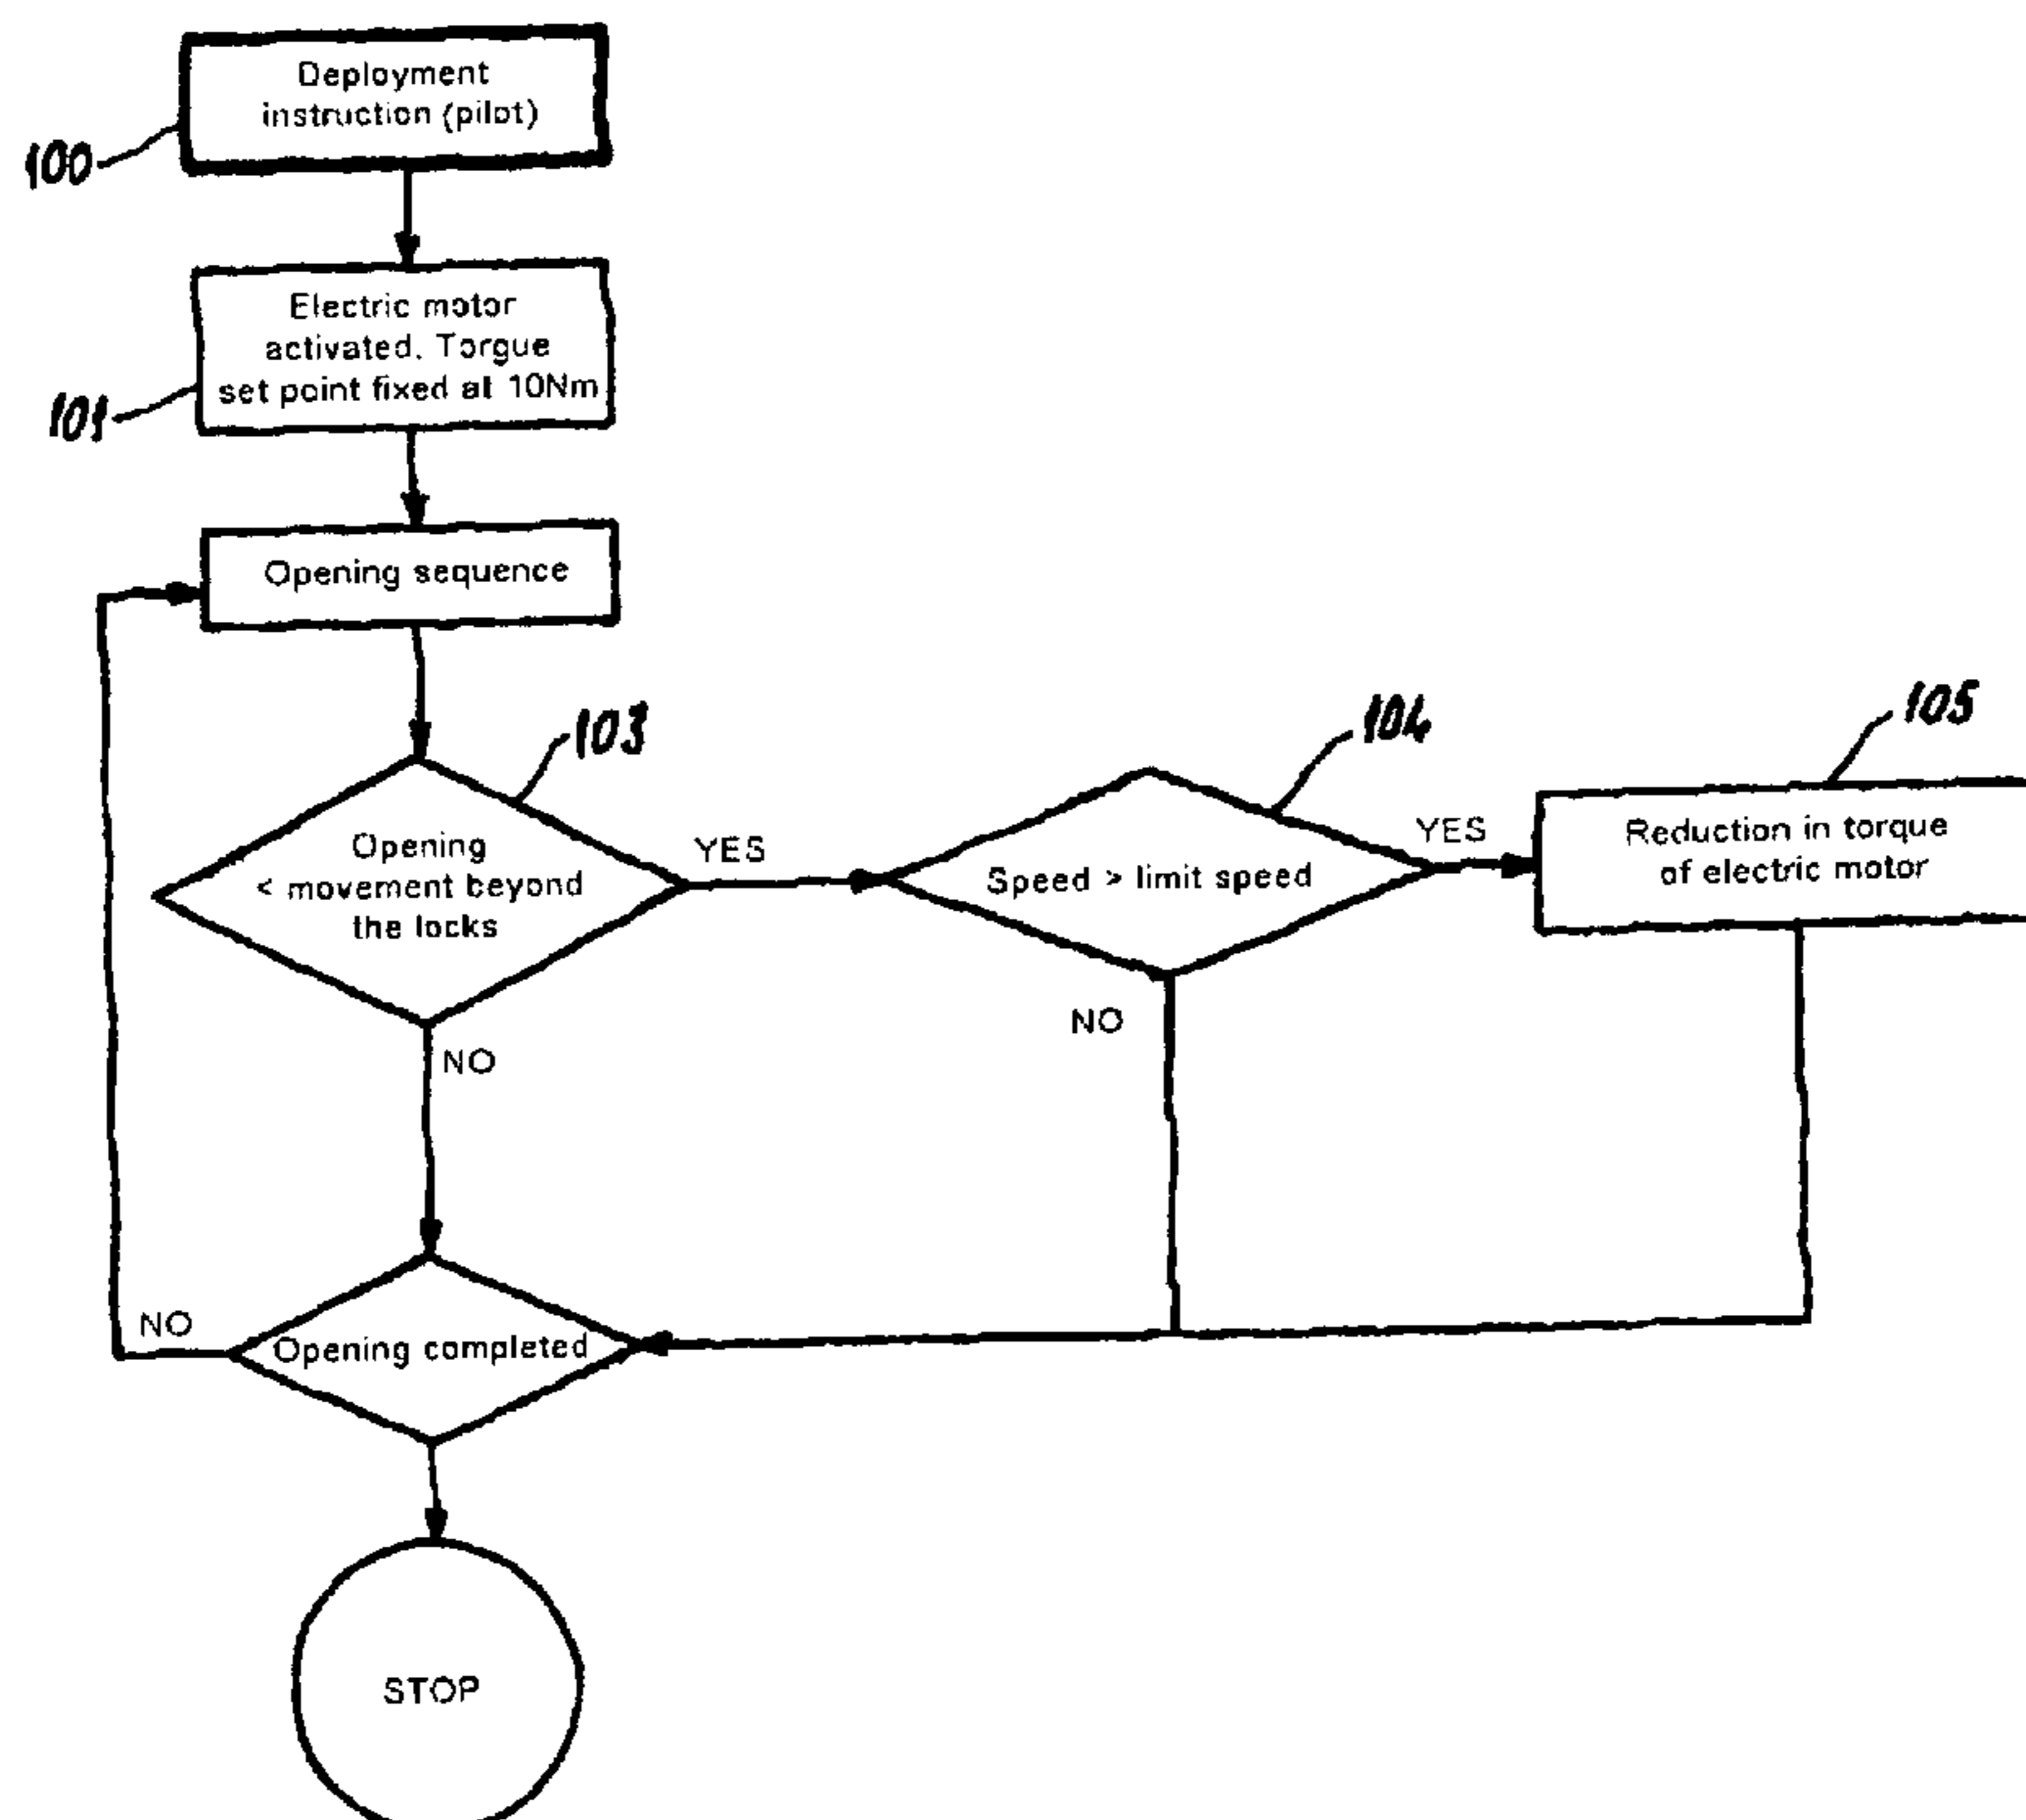 Deployment
instruction (pilot)
100
Electric motor
activated. Torgue
set point fixed at 10Nm
101
Opening sequence
103
104
105
Opening
< movement beyond
the locks
YES
Speed > limit speed
YES
Reduction in torque
of electric motor
NO
NO
NO
Opening completed
STOP